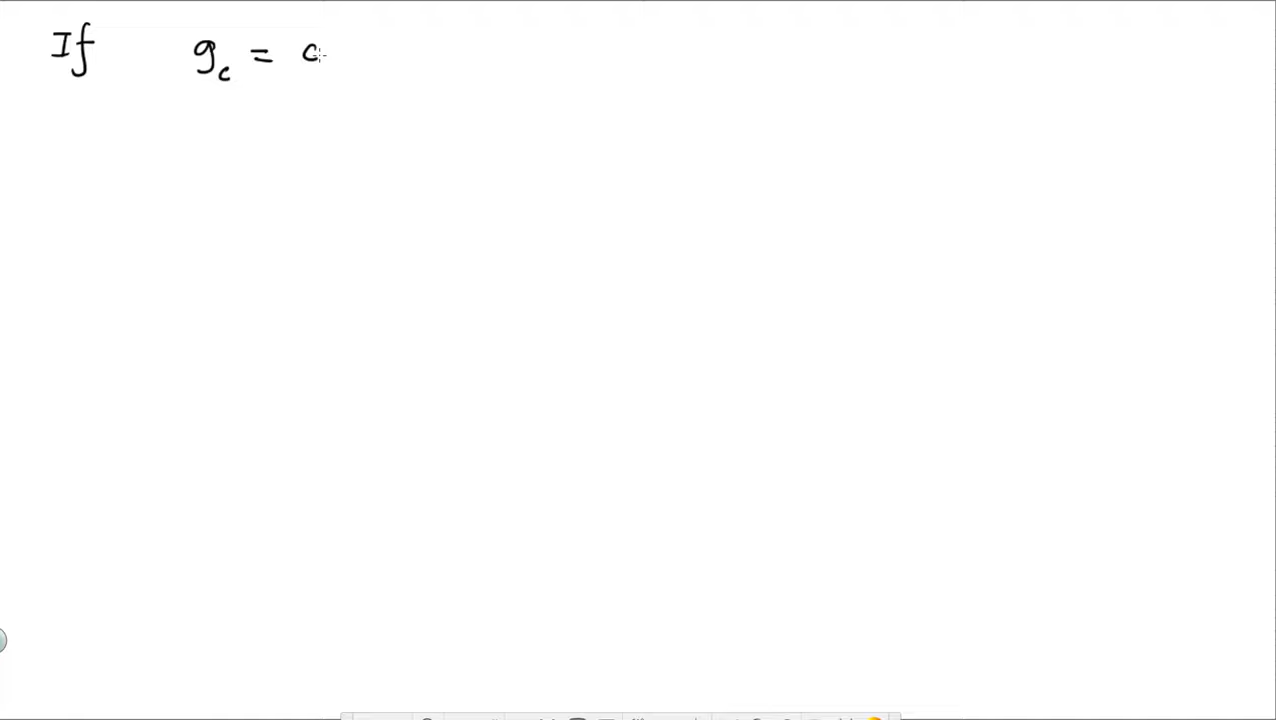 If g_c = c